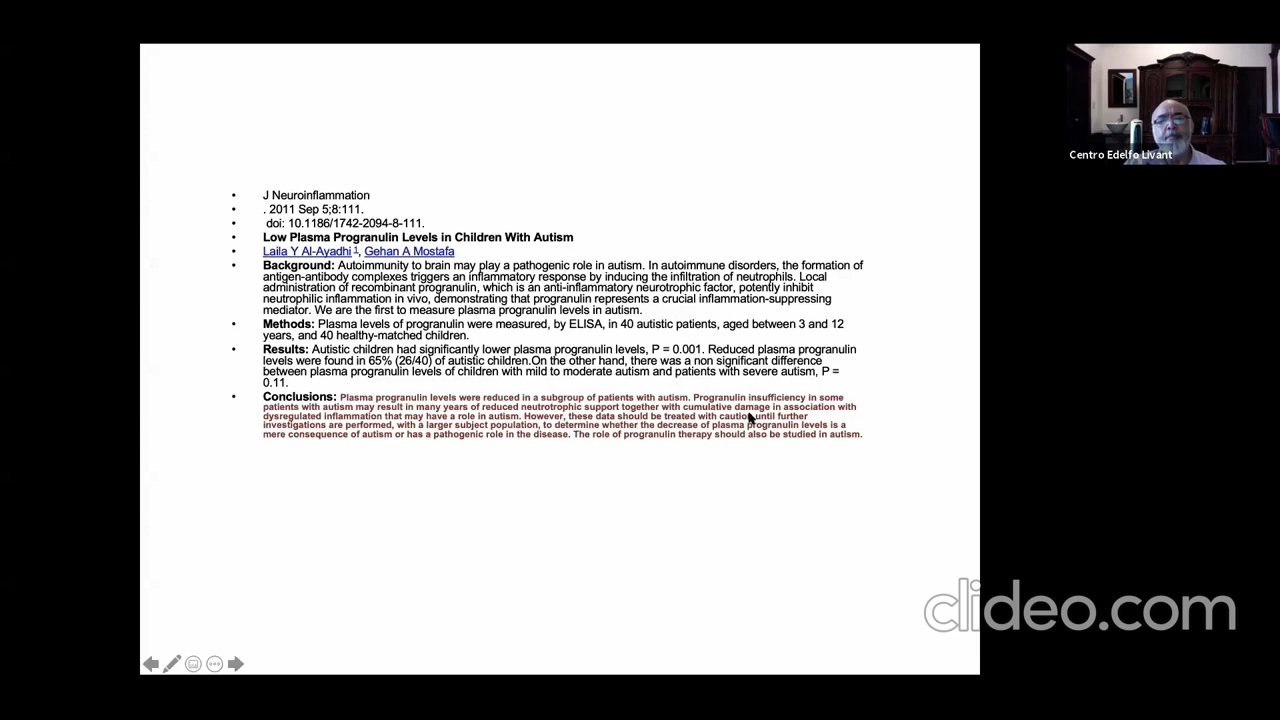 J Neuroinflammation
. 2011 Sep 5;8:111.
doi: 10.1186/1742-2094-8-111.
Low Plasma Progranulin Levels in Children With Autism
Laila Y Al-Ayadhi 1, Gehan A Mostafa
Background: Autoimmunity to brain may play a pathogenic role in autism. In autoimmune disorders, the formation of
antigen-antibody complexes triggers an inflammatory response by inducing the infiltration of neutrophils. Local
administration of recombinant progranulin, which is an anti-inflammatory neurotrophic factor, potently inhibit
neutrophilic inflammation in vivo, demonstrating that progranulin represents a crucial inflammation-suppressing
mediator. We are the first to measure plasma progranulin levels in autism.
Methods: Plasma levels of progranulin were measured, by ELISA, in 40 autistic patients, aged between 3 and 12
years, and 40 healthy-matched children.
Results: Autistic children had significantly lower plasma progranulin levels, P = 0.001. Reduced plasma progranulin
levels were found in 65% (26/40) of autistic children.On the other hand, there was a non significant difference
between plasma progranulin levels of children with mild to moderate autism and patients with severe autism, P =
0.11.
Conclusions: Plasma progranulin levels were reduced in a subgroup of patients with autism. Progranulin insufficiency in some
patients with autism may result in many years of reduced neutrotrophic support together with cumulative damage in association with
dysregulated inflammation that may have a role in autism. However, these data should be treated with caution until further
investigations are performed, with a larger subject population, to determine whether the decrease of plasma progranulin levels is a
mere consequence of autism or has a pathogenic role in the disease. The role of progranulin therapy should also be studied in autism.
Centro Edelfo Livant
clideo.com